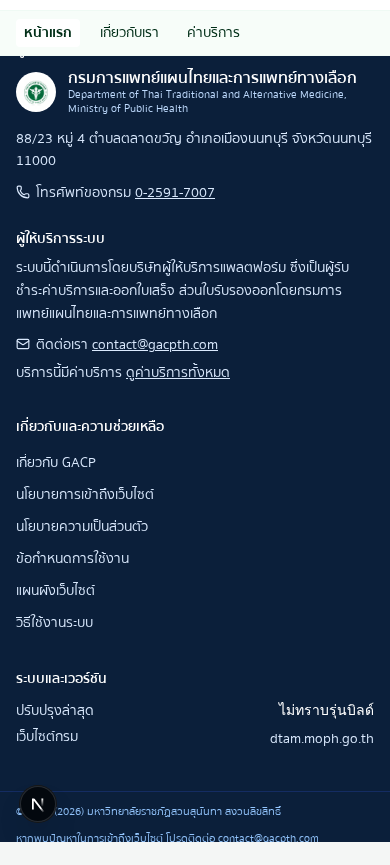 หน้าแรก เกี่ยวกับเรา ค่าบริการ
กรมการแพทย์แผนไทยและการแพทย์ทางเลือก
Department of Thai Traditional and Alternative Medicine,
Ministry of Public Health
88/23 หมู่ 4 ตำบลตลาดขวัญ อำเภอเมืองนนทบุรี จังหวัดนนทบุรี
11000
โทรศัพท์ของกรม 0-2591-7007
ผู้ให้บริการระบบ
ระบบนี้ดำเนินการโดยบริษัทผู้ให้บริการแพลตฟอร์ม ซึ่งเป็นผู้รับ
ชำระค่าบริการและออกใบเสร็จ ส่วนใบรับรองออกโดยกรมการ
แพทย์แผนไทยและการแพทย์ทางเลือก
ติดต่อเรา contact@gacpth.com
บริการนี้มีค่าบริการ ดูค่าบริการทั้งหมด
เกี่ยวกับและความช่วยเหลือ
เกี่ยวกับ GACP
นโยบายการเข้าถึงเว็บไซต์
นโยบายความเป็นส่วนตัว
ข้อกำหนดการใช้งาน
แผนผังเว็บไซต์
วิธีใช้งานระบบ
ระบบและเวอร์ชัน
ปรับปรุงล่าสุด ไม่ทราบรุ่นบิลด์
เว็บไซต์กรม dtam.moph.go.th
© (2026) มหาวิทยาลัยราชภัฏสวนสุนันทา สงวนลิขสิทธิ์
หากพบปัญหาในการเข้าถึงเว็บไซต์ โปรดติดต่อ contact@gacpth.com